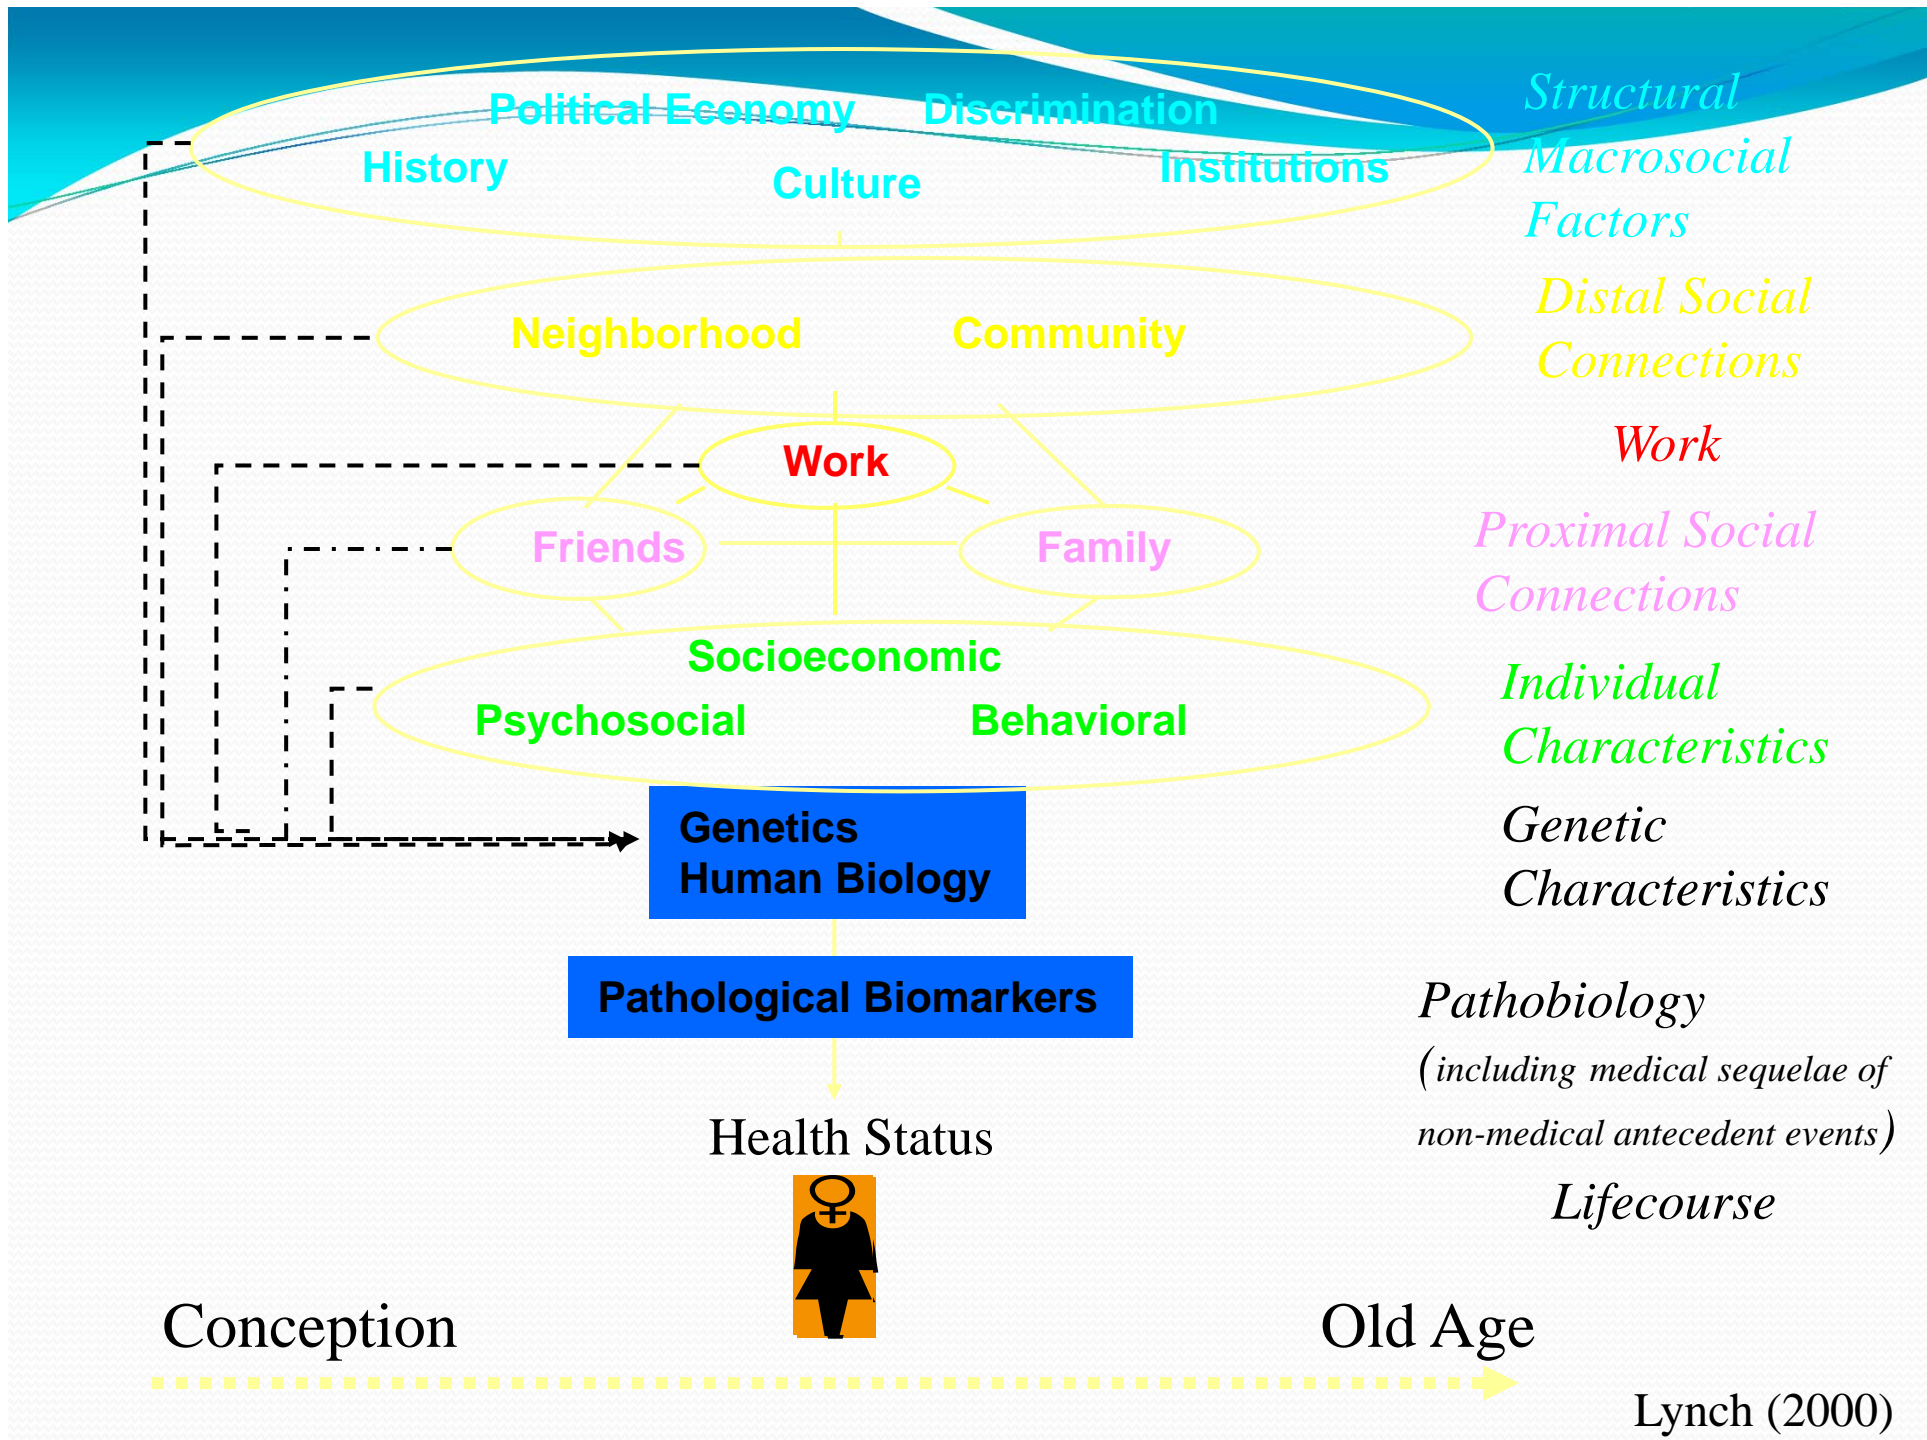 Political Economy Discrimination
History Culture Institutions
Structural
Macrosocial
Factors
Neighborhood Community
Distal Social
Connections
Work
Work
Friends Family
Proximal Social
Connections
Socioeconomic
Psychosocial Behavioral
Individual
Characteristics
Genetics
Human Biology
Genetic
Characteristics
Pathological Biomarkers
Pathobiology
(including medical sequelae of
non-medical antecedent events)
Health Status
Lifecourse
Conception Old Age
Lynch (2000)